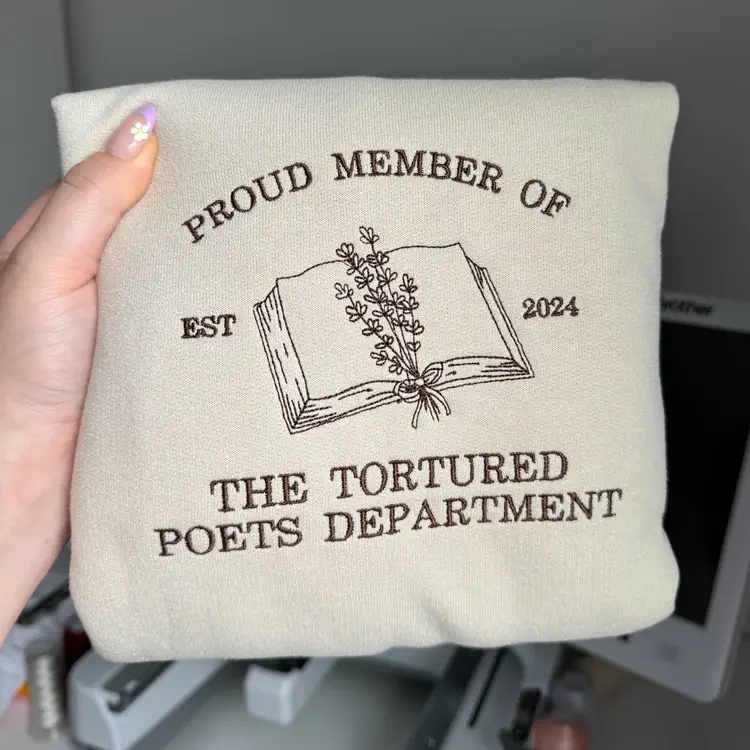 PROUD MEMBER OF
EST
2024
THE TORTURED
POETS DEPARTMENT